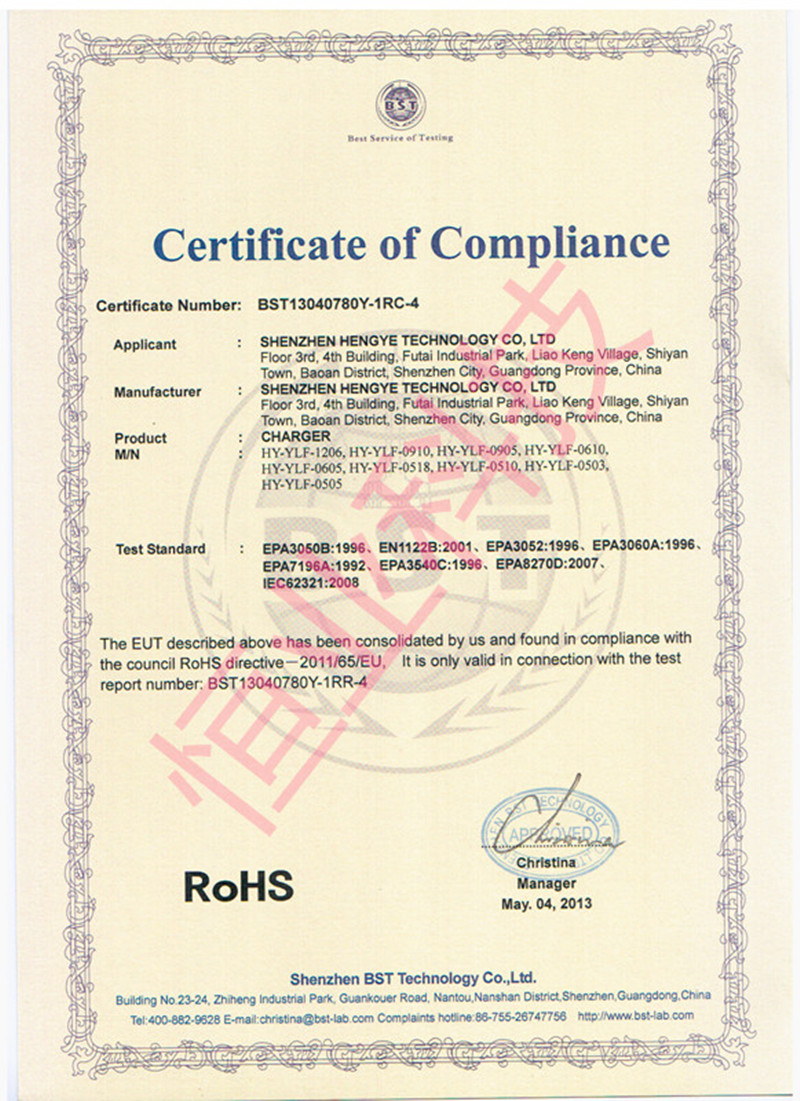 BST
Best Service of Testing
Certificate of Compliance
Certificate Number: BST13040780Y-1RC-4
Applicant : SHENZHEN HENGYE TECHNOLOGY CO, LTD
Floor 3rd, 4th Building, Futai Industrial Park, Liao Keng Village, Shiyan
Town, Baoan District, Shenzhen City, Guangdong Province, China
Manufacturer : SHENZHEN HENGYE TECHNOLOGY CO, LTD
Floor 3rd, 4th Building, Futai Industrial Park, Liao Keng Village, Shiyan
Town, Baoan District, Shenzhen City, Guangdong Province, China
Product : CHARGER
M/N : HY-YLF-1206, HY-YLF-0910, HY-YLF-0905, HY-YLF-0610,
HY-YLF-0605, HY-YLF-0518, HY-YLF-0510, HY-YLF-0503,
HY-YLF-0505
Test Standard : EPA3050B:1996、EN1122B:2001、EPA3052:1996、EPA3060A:1996、
EPA7196A:1992、EPA3540C:1996、EPA8270D:2007、
IEC62321:2008
BST
The EUT described above has been consolidated by us and found in compliance with
the council RoHS directive—2011/65/EU, It is only valid in connection with the test
report number: BST13040780Y-1RR-4
恒业科技
BST TECHNOLOGY
APPROVED
RoHS
Christina
Manager
May. 04, 2013
Shenzhen BST Technology Co.,Ltd.
Building No.23-24, Zhiheng Industrial Park, Guankouer Road, Nantou,Nanshan District,Shenzhen,Guangdong,China
Tel:400-882-9628 E-mail:christina@bst-lab.com Complaints hotline:86-755-26747756 http://www.bst-lab.com